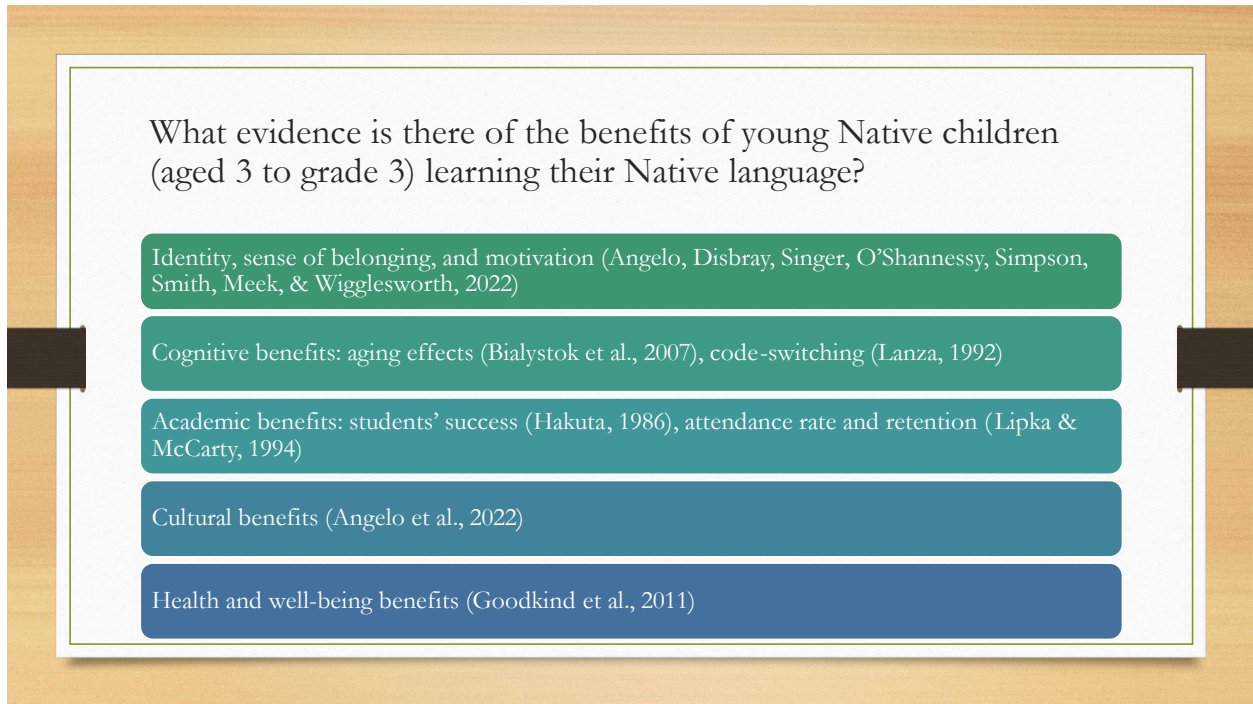 What evidence is there of the benefits of young Native children
(aged 3 to grade 3) learning their Native language?
Identity, sense of belonging, and motivation (Angelo, Disbray, Singer, O’Shannessy, Simpson,
Smith, Meek, & Wigglesworth, 2022)
Cognitive benefits: aging effects (Bialystok et al., 2007), code-switching (Lanza, 1992)
Academic benefits: students’ success (Hakuta, 1986), attendance rate and retention (Lipka &
McCarty, 1994)
Cultural benefits (Angelo et al., 2022)
Health and well-being benefits (Goodkind et al., 2011)